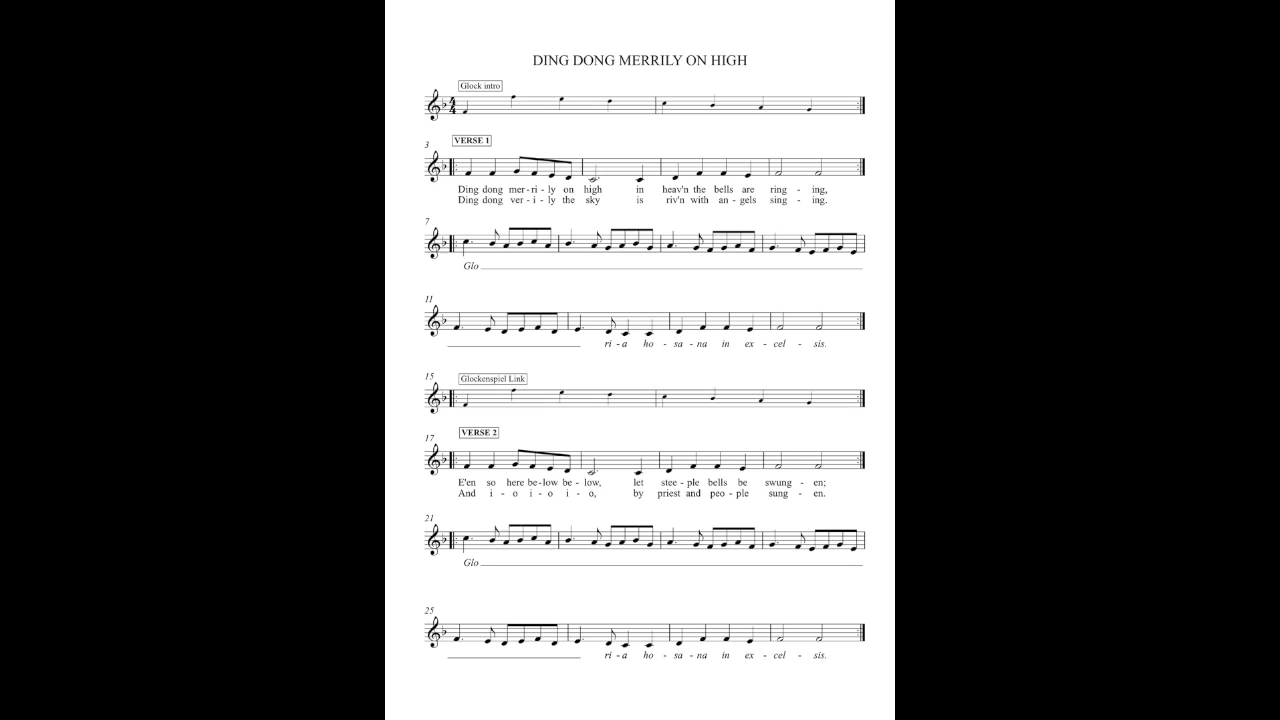 DING DONG MERRILY ON HIGH
Glock intro
4
4
3
VERSE 1
Ding dong mer - ri - ly on high in heav'n the bells are ring - ing,
Ding dong ver - i - ly the sky is riv'n with an - gels sing - ing.
7
Glo
11
ri - a ho - sa - na in ex - cel - sis.
15
Glockenspiel Link
17
VERSE 2
E'en so here be - low be - low, let stee - ple bells be swung - en;
And i - o i - o i - o, by priest and peo - ple sung - en.
21
Glo
25
ri - a ho - sa - na in ex - cel - sis.